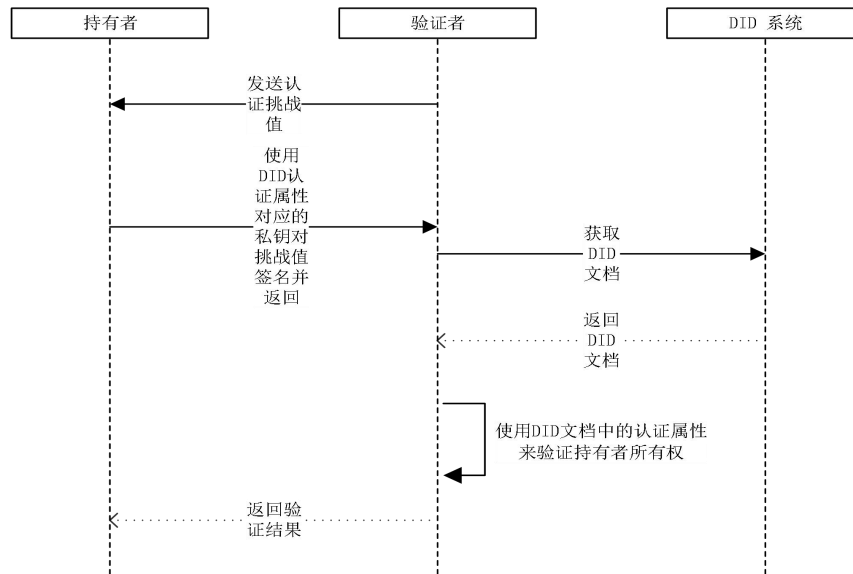 持有者
验证者
DID 系统
发送认
证挑战
值
使用
DID认
证属性
对应的
私钥对
挑战值
签名并
返回
获取
DID
文档
返回
DID
文档
使用DID文档中的认证属性
来验证持有者所有权
返回验
证结果